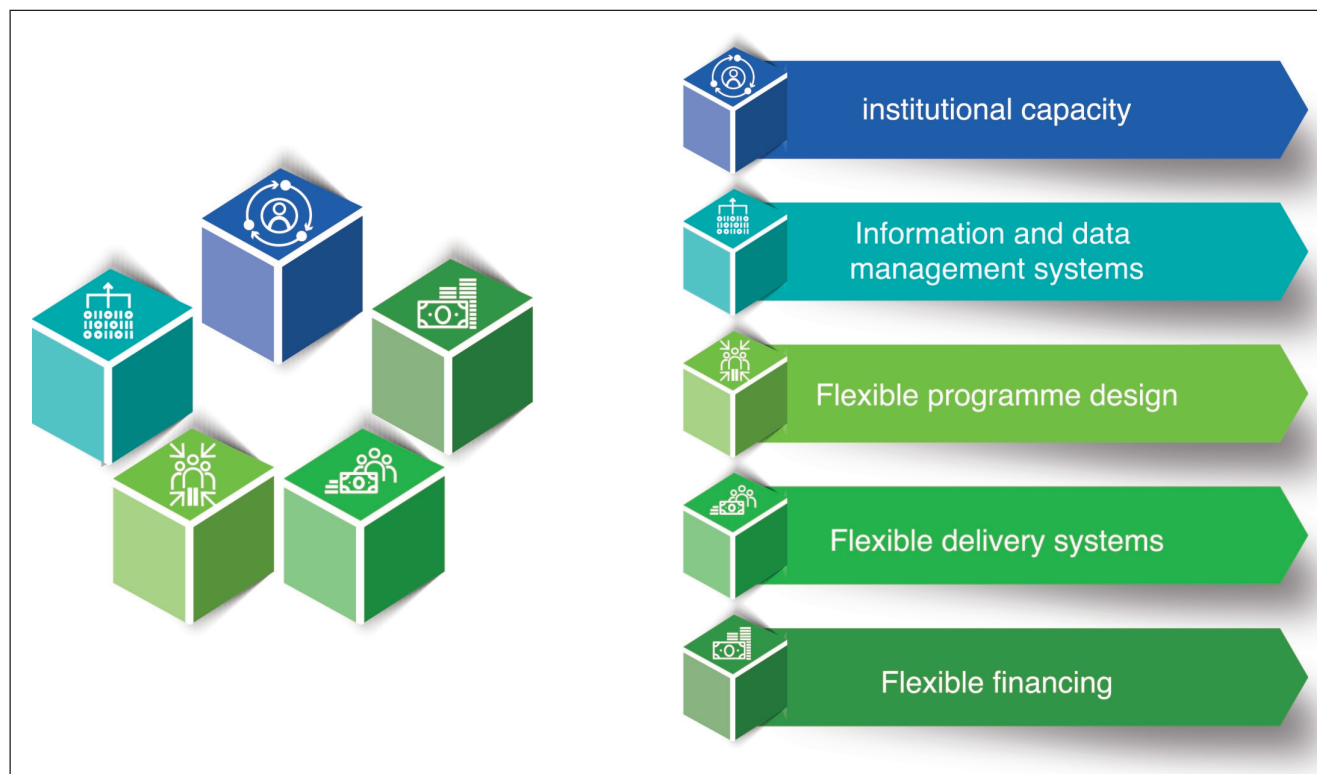 institutional capacity
Information and data
management systems
Flexible programme design
Flexible delivery systems
Flexible financing